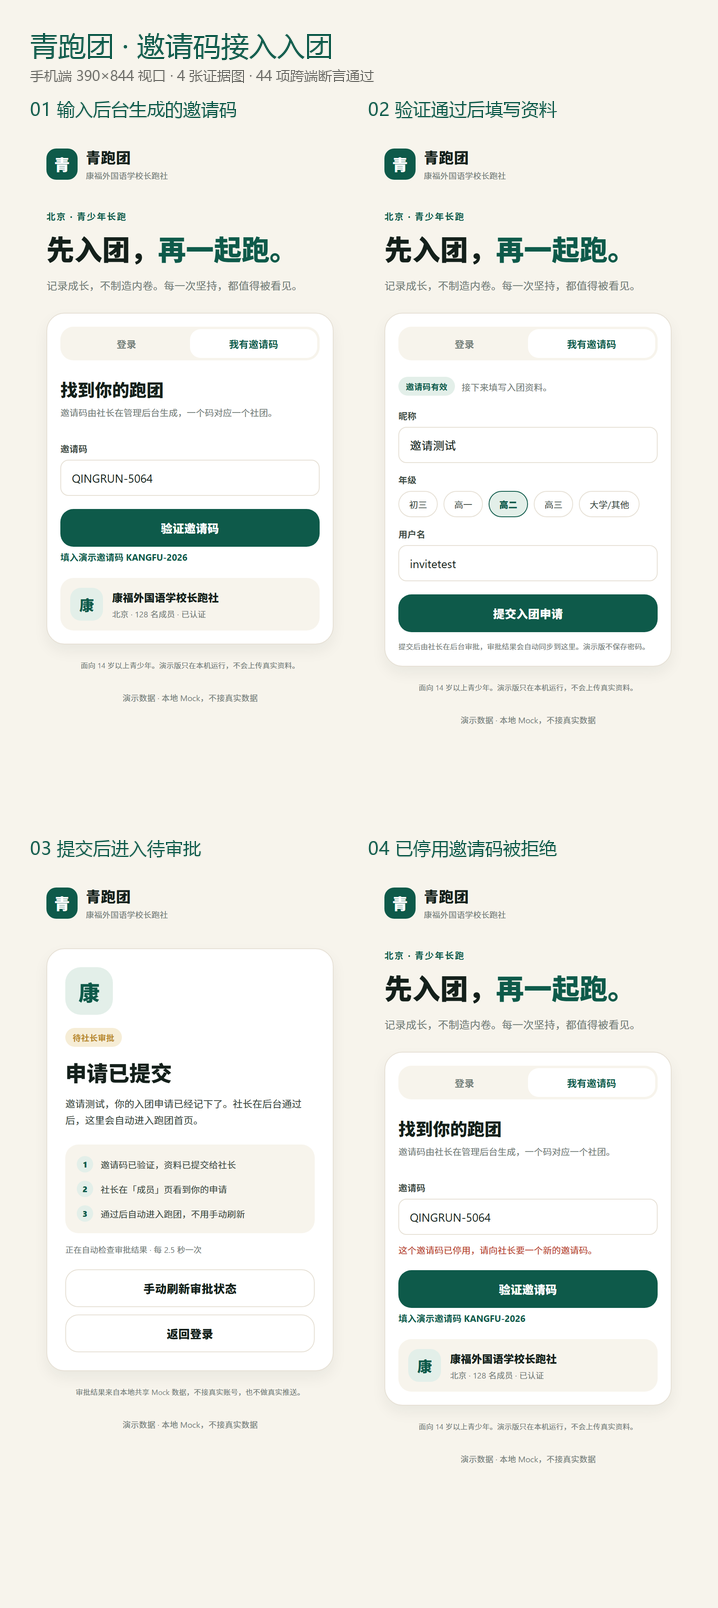 青跑团 · 邀请码接入入团
手机端 390×844 视口 · 4 张证据图 · 44 项跨端断言通过
01 输入后台生成的邀请码
青
青跑团
康福外国语学校长跑社
北京 · 青少年长跑
先入团，再一起跑。
记录成长，不制造内卷。每一次坚持，都值得被看见。
登录
我有邀请码
找到你的跑团
邀请码由社长在管理后台生成，一个码对应一个社团。
邀请码
QINGRUN-5064
验证邀请码
填入演示邀请码 KANGFU-2026
康
康福外国语学校长跑社
北京 · 128 名成员 · 已认证
面向 14 岁以上青少年。演示版只在本机运行，不会上传真实资料。
演示数据 · 本地 Mock，不接真实数据
02 验证通过后填写资料
青
青跑团
康福外国语学校长跑社
北京 · 青少年长跑
先入团，再一起跑。
记录成长，不制造内卷。每一次坚持，都值得被看见。
登录
我有邀请码
邀请码有效
接下来填写入团资料。
昵称
邀请测试
年级
初三
高一
高二
高三
大学/其他
用户名
invitetest
提交入团申请
提交后由社长在后台审批，审批结果会自动同步到这里。演示版不保存密码。
面向 14 岁以上青少年。演示版只在本机运行，不会上传真实资料。
演示数据 · 本地 Mock，不接真实数据
03 提交后进入待审批
青
青跑团
康福外国语学校长跑社
康
待社长审批
申请已提交
邀请测试，你的入团申请已经记下了。社长在后台通过
后，这里会自动进入跑团首页。
1 邀请码已验证，资料已提交给社长
2 社长在「成员」页看到你的申请
3 通过后自动进入跑团，不用手动刷新
正在自动检查审批结果 · 每 2.5 秒一次
手动刷新审批状态
返回登录
审批结果来自本地共享 Mock 数据，不接真实账号，也不做真实推送。
演示数据 · 本地 Mock，不接真实数据
04 已停用邀请码被拒绝
青
青跑团
康福外国语学校长跑社
北京 · 青少年长跑
先入团，再一起跑。
记录成长，不制造内卷。每一次坚持，都值得被看见。
登录
我有邀请码
找到你的跑团
邀请码由社长在管理后台生成，一个码对应一个社团。
邀请码
QINGRUN-5064
这个邀请码已停用，请向社长要一个新的邀请码。
验证邀请码
填入演示邀请码 KANGFU-2026
康
康福外国语学校长跑社
北京 · 128 名成员 · 已认证
面向 14 岁以上青少年。演示版只在本机运行，不会上传真实资料。
演示数据 · 本地 Mock，不接真实数据